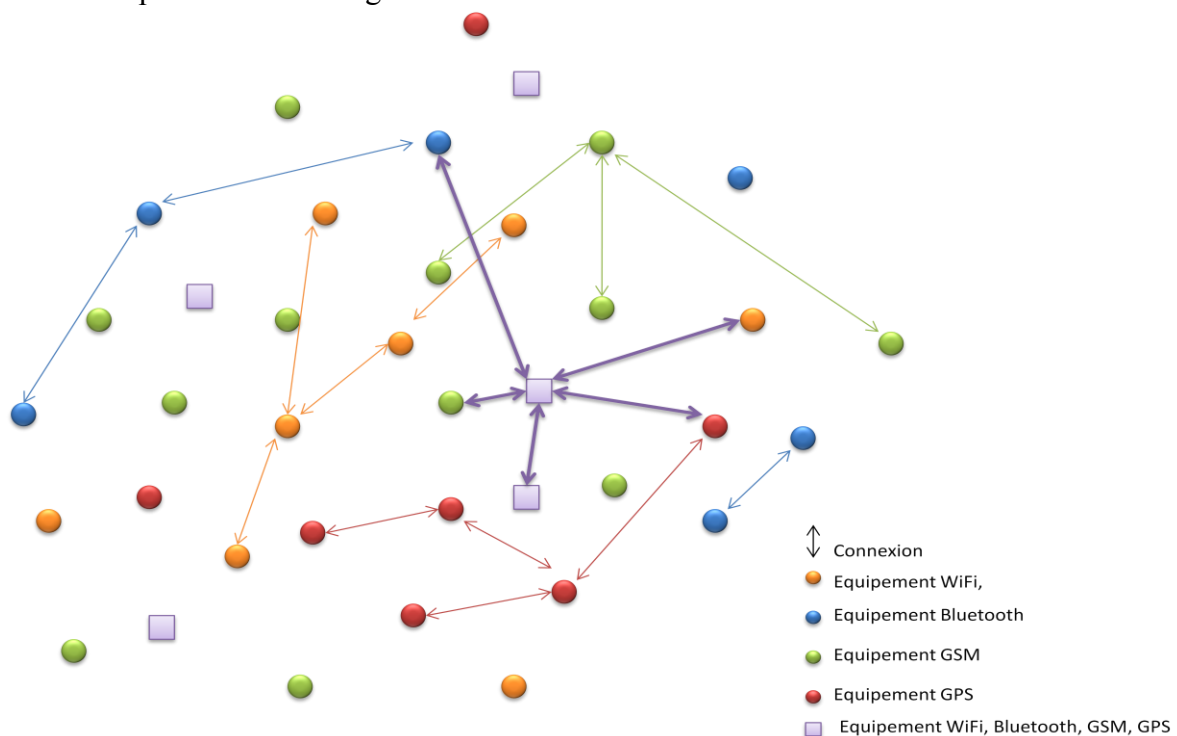 Connexion
Equipement WiFi,
Equipement Bluetooth
Equipement GSM
Equipement GPS
Equipement WiFi, Bluetooth, GSM, GPS